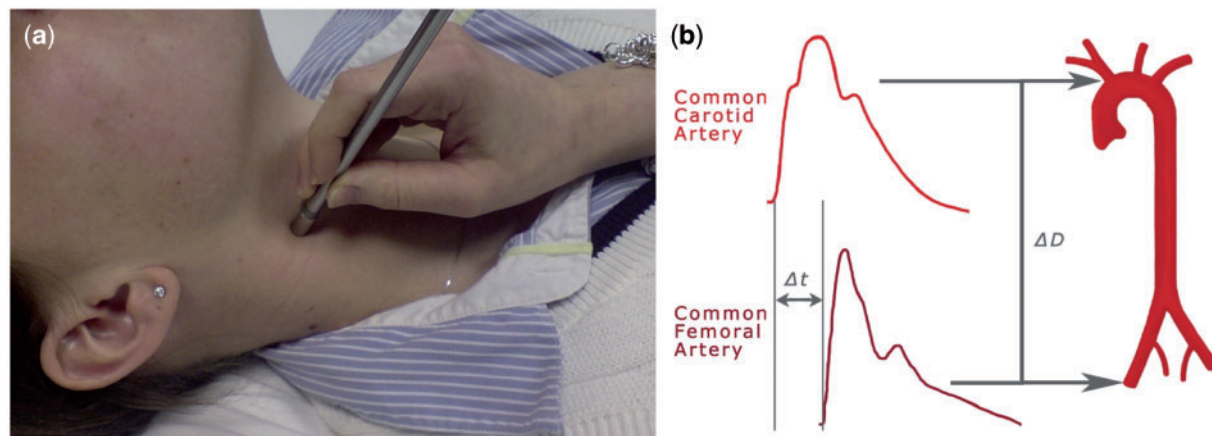 (a)
(b)
Common
Carotid
Artery
Δt
ΔD
Common
Femoral
Artery